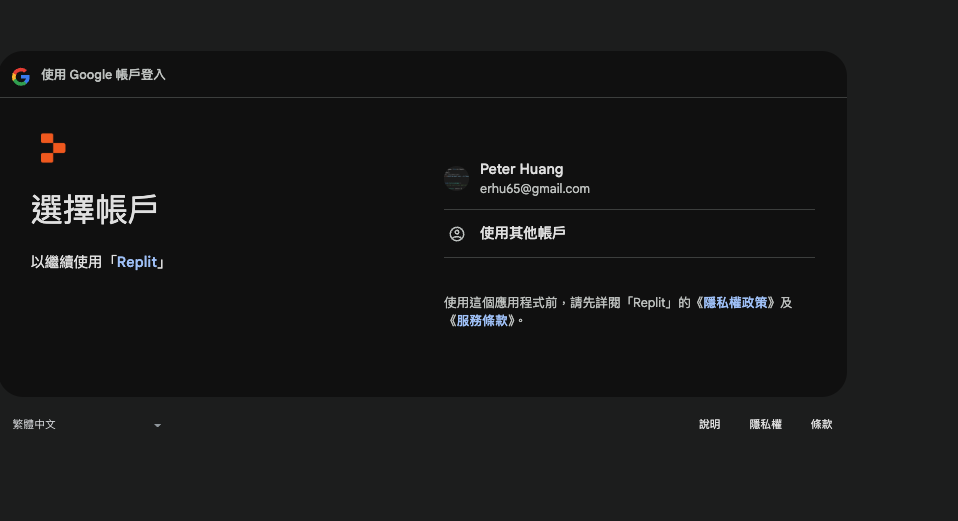 使用 Google 帳戶登入
選擇帳戶
以繼續使用「Replit」
Peter Huang
erhu65@gmail.com
使用其他帳戶
使用這個應用程式前，請先詳閱「Replit」的《隱私權政策》及
《服務條款》。
繁體中文
說明
隱私權
條款